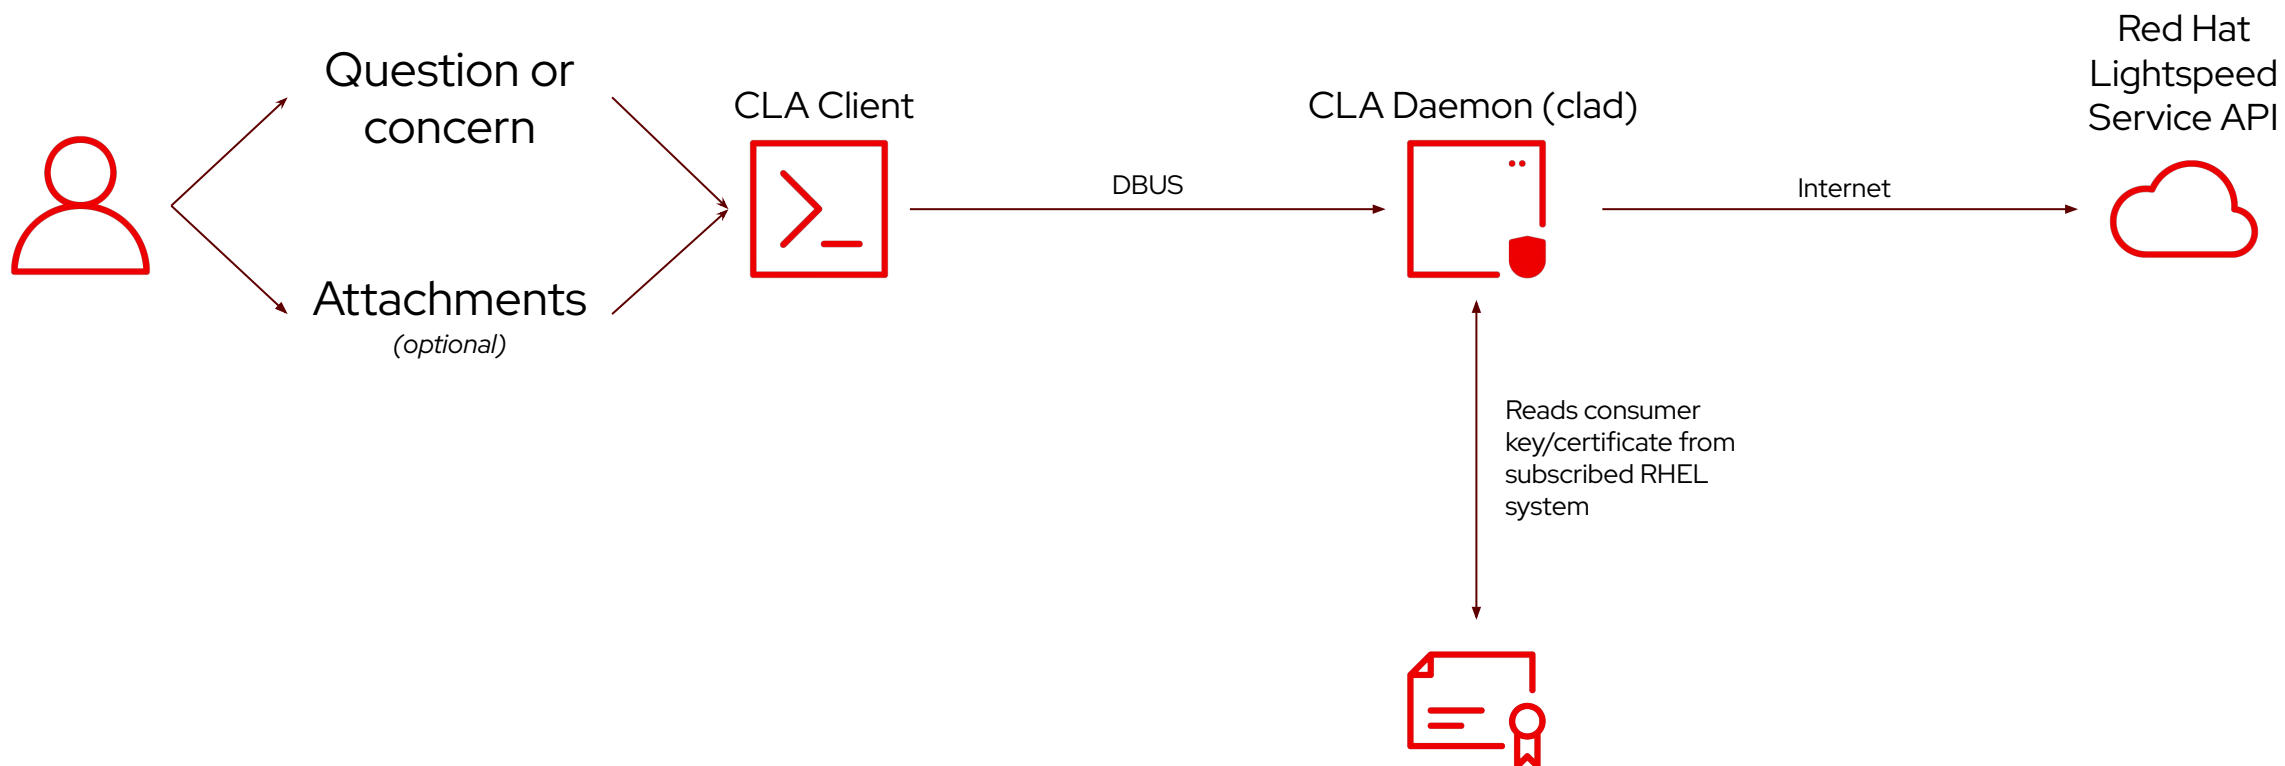 Question or
concern
Attachments
(optional)
CLA Client
DBUS
CLA Daemon (clad)
Reads consumer
key/certificate from
subscribed RHEL
system
Internet
Red Hat
Lightspeed
Service API